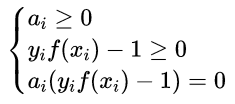 a_i ≥ 0
y_i f(x_i) − 1 ≥ 0
a_i(y_i f(x_i) − 1) = 0